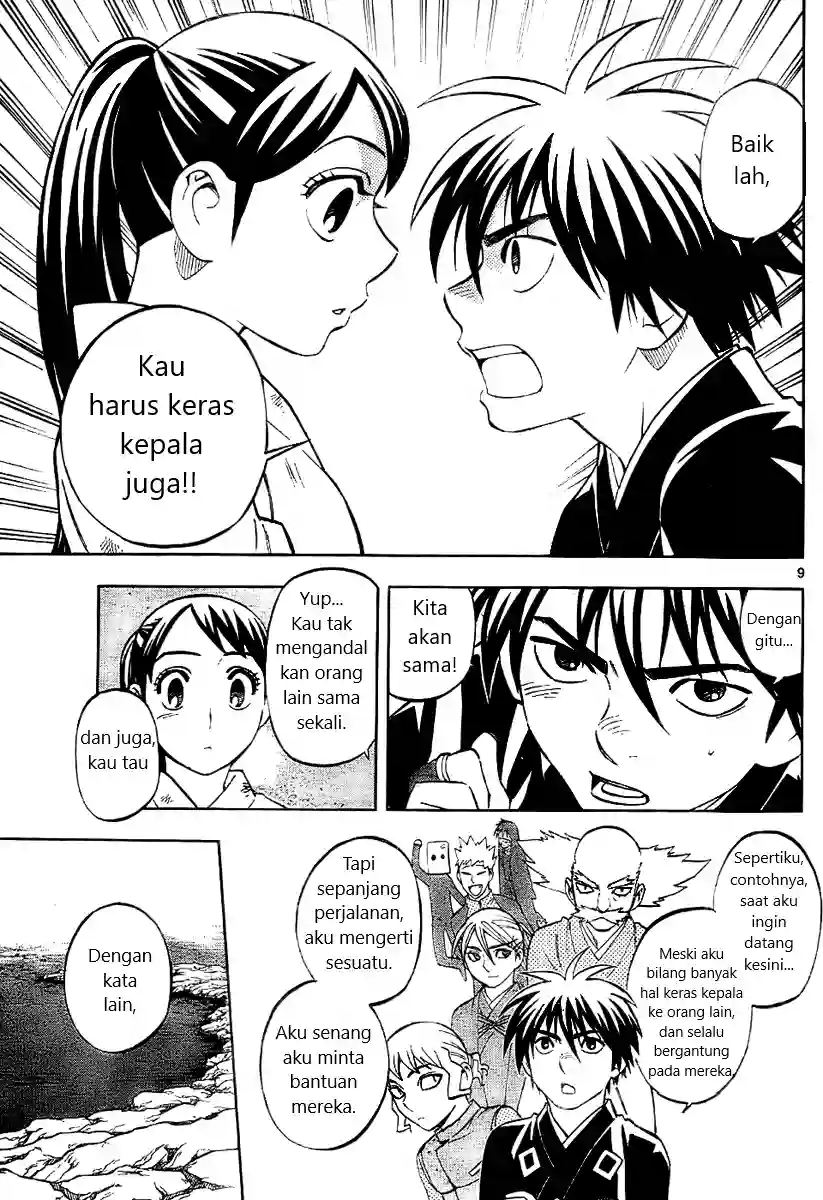 Baik
lah,
Kau
harus keras
kepala
juga!!
9
Dengan
gitu...
Kita
akan
sama!
Yup...
Kau tak
mengandal
kan orang
lain sama
sekali.
dan juga,
kau tau
Sepertiku,
contohnya,
saat aku
ingin
datang
kesini...
Meski aku
bilang banyak
hal keras kepala
ke orang lain,
dan selalu
bergantung
pada mereka,
Tapi
sepanjang
perjalanan,
aku mengerti
sesuatu.
Aku senang
aku minta
bantuan
mereka.
Dengan
kata
lain,